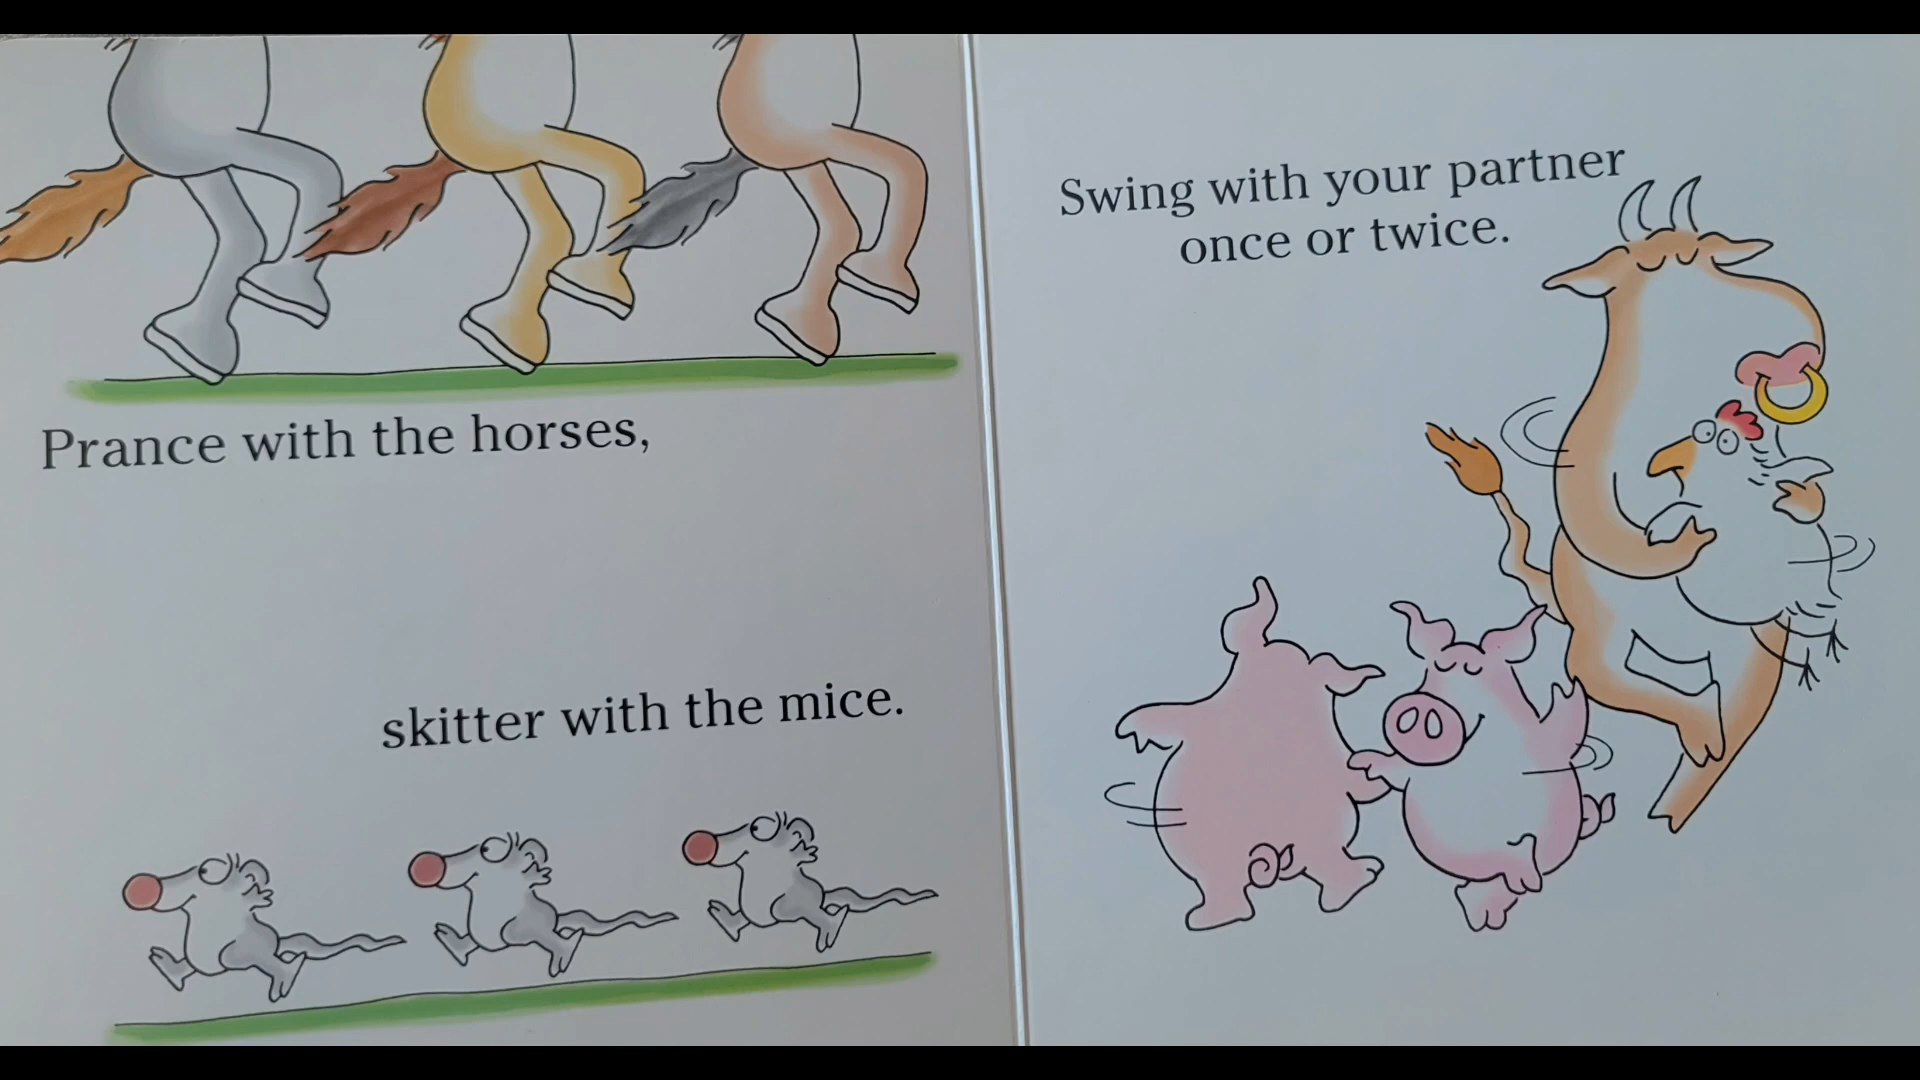 Prance with the horses,
skitter with the mice.
Swing with your partner
once or twice.